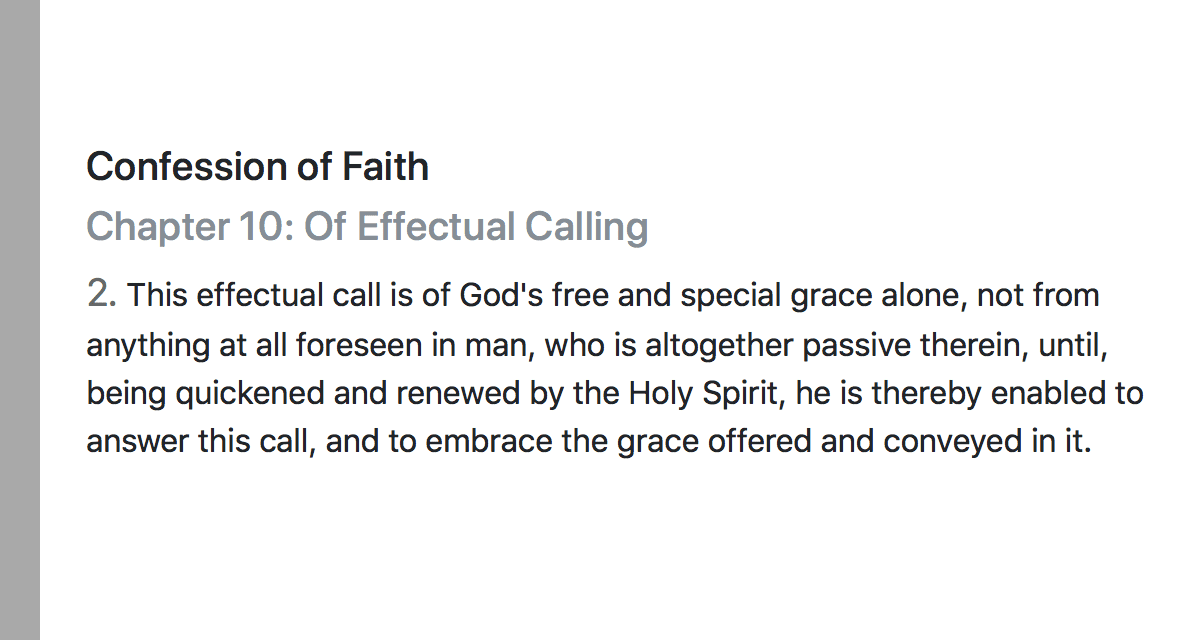 Confession of Faith
Chapter 10: Of Effectual Calling
2. This effectual call is of God's free and special grace alone, not from
anything at all foreseen in man, who is altogether passive therein, until,
being quickened and renewed by the Holy Spirit, he is thereby enabled to
answer this call, and to embrace the grace offered and conveyed in it.